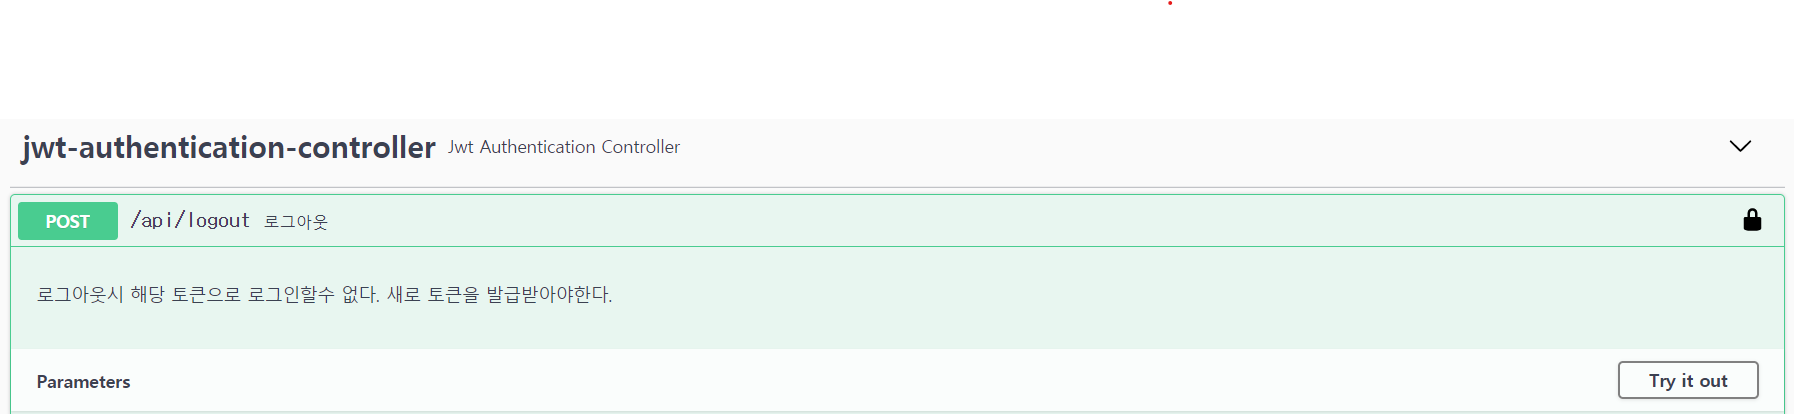 jwt-authentication-controller Jwt Authentication Controller
POST /api/logout 로그아웃
로그아웃시 해당 토큰으로 로그인할수 없다. 새로 토큰을 발급받아야한다.
Parameters Try it out